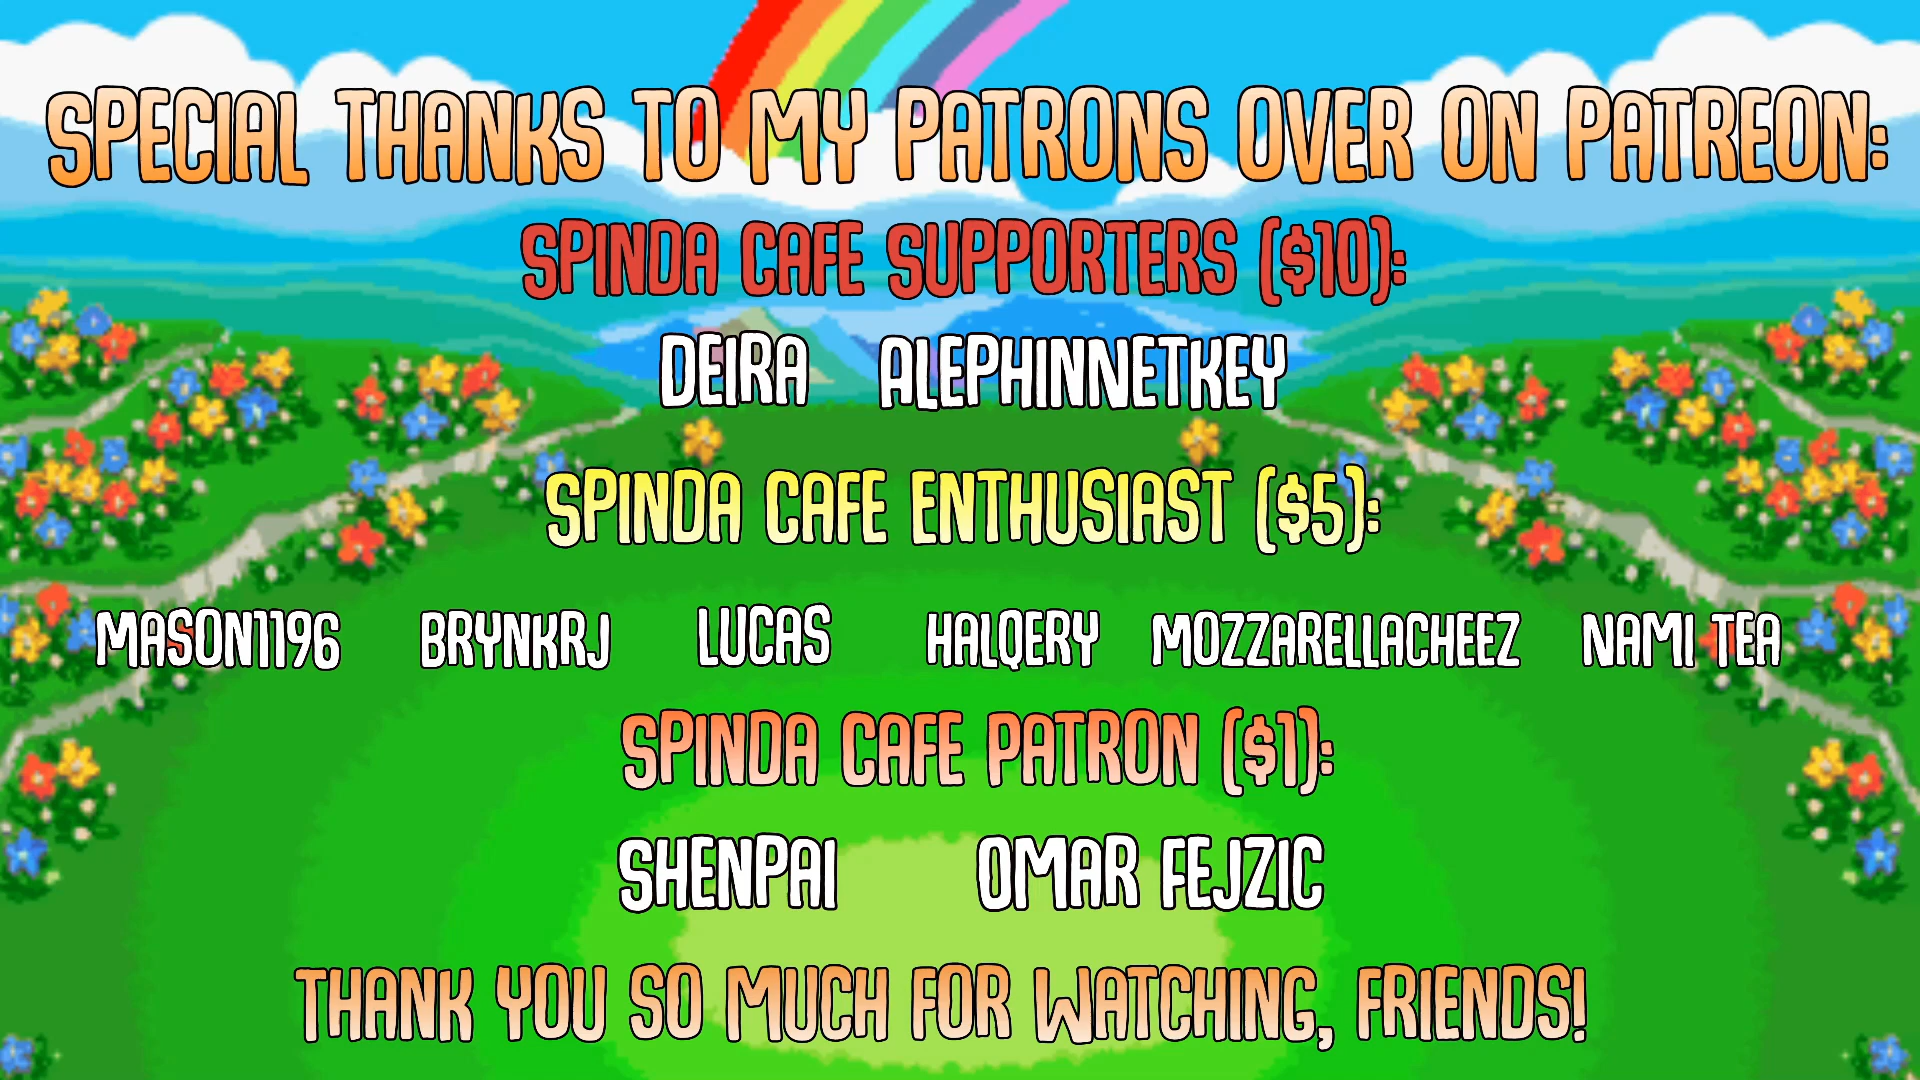 SPECIAL THANKS TO MY PATRONS OVER ON PATREON:
SPINDA CAFE SUPPORTERS ($10):
DEIRA ALEPHINNETKEY
SPINDA CAFE ENTHUSIAST ($5):
MASON1196 BRYNKRJ LUCAS HALQERY MOZZARELLACHEEZ NAMI TEA
SPINDA CAFE PATRON ($1):
SHENPAI OMAR FEJZIC
THANK YOU SO MUCH FOR WATCHING, FRIENDS!